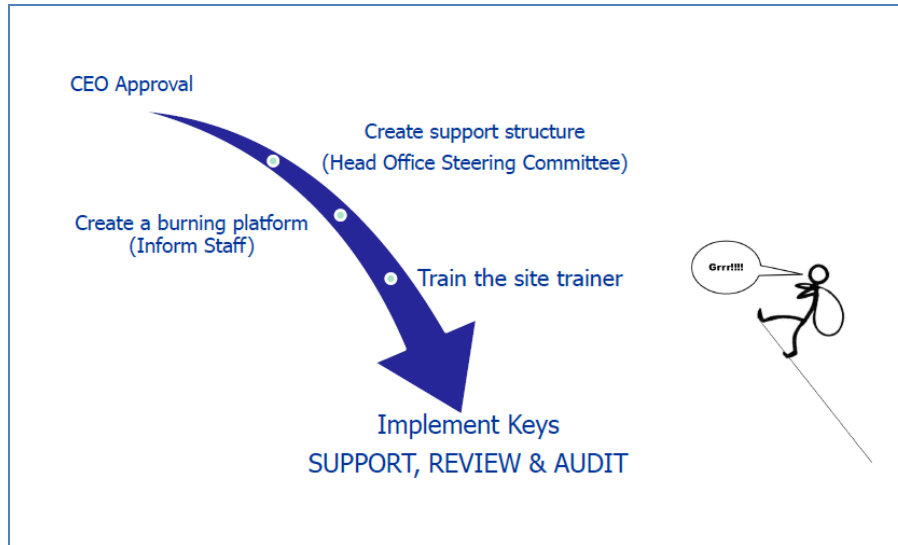 CEO Approval
Create support structure
(Head Office Steering Committee)
Create a burning platform
(Inform Staff)
Train the site trainer
Grrr!!!!
Implement Keys
SUPPORT, REVIEW & AUDIT